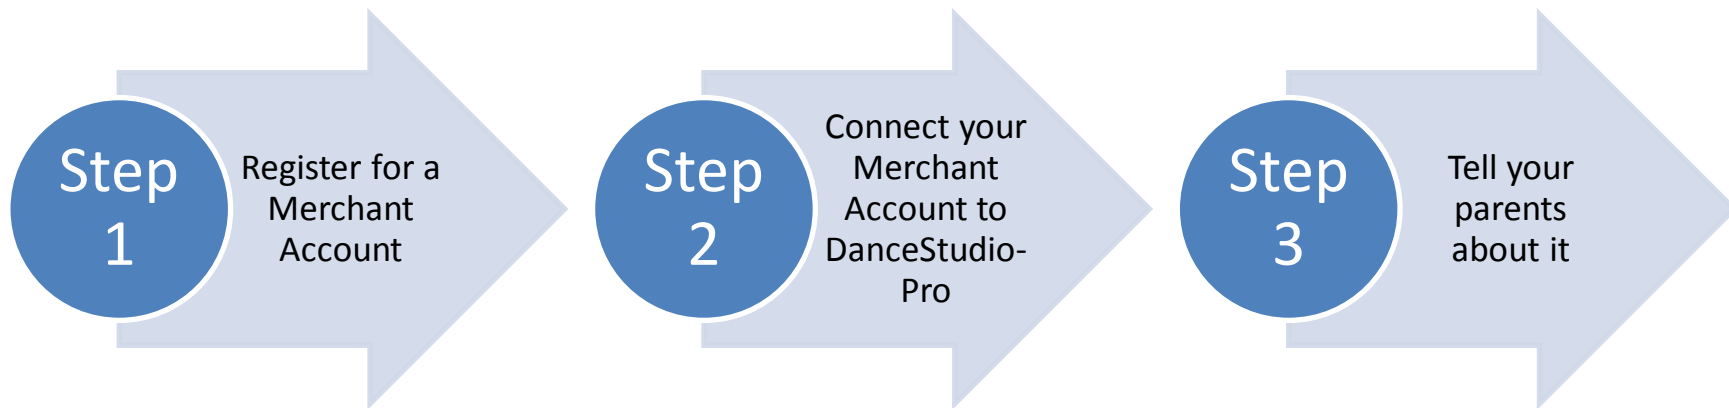 Step
1
Register for a
Merchant
Account
Step
2
Connect your
Merchant
Account to
DanceStudio-
Pro
Step
3
Tell your
parents
about it